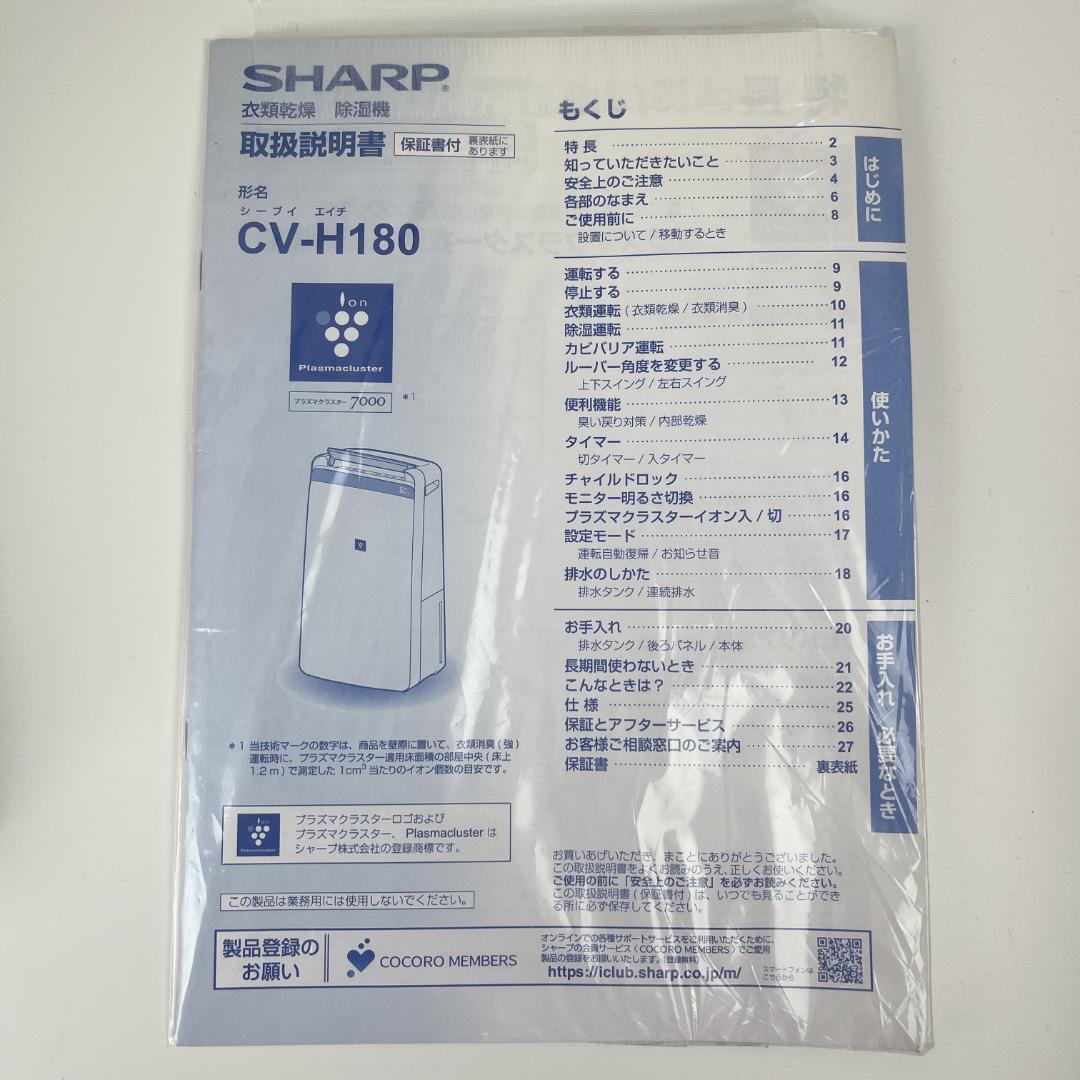 SHARP®
衣類乾燥 除湿機
取扱説明書 保証書付 裏表紙に
あります
形名
シーブイ エイチ
CV-H180
Ion
Plasmacluster
プラズマクラスター 7000 *1
*1 当技術マークの数字は、商品を壁際に置いて、衣類消臭(強)
運転時に、プラズマクラスター適用床面積の部屋中央(床上
1.2m)で測定した1cm³当たりのイオン個数の目安です。
Ion
Plasmacluster
プラズマクラスターロゴおよび
プラズマクラスター、Plasmacluster は
シャープ株式会社の登録商標です。
この製品は業務用には使用しないでください。
もくじ
はじめに
特長 2
知っていただきたいこと 3
安全上のご注意 4
各部のなまえ 6
ご使用前に 8
設置について / 移動するとき
使いかた
運転する 9
停止する 9
衣類運転(衣類乾燥 / 衣類消臭) 10
除湿運転 11
カビバリア運転 11
ルーバー角度を変更する 12
上下スイング / 左右スイング
便利機能 13
臭い戻り対策 / 内部乾燥
タイマー 14
切タイマー / 入タイマー
チャイルドロック 16
モニター明るさ切換 16
プラズマクラスターイオン入 / 切 16
設定モード 17
運転自動復帰 / お知らせ音
排水のしかた 18
排水タンク / 連続排水
お手入れ／必要なとき
お手入れ 20
排水タンク / 後ろパネル / 本体
長期間使わないとき 21
こんなときは? 22
仕様 25
保証とアフターサービス 26
お客様ご相談窓口のご案内 27
保証書 裏表紙
お買いあげいただき、まことにありがとうございました。
この取扱説明書をよくお読みのうえ、正しくお使いください。
ご使用の前に「安全上のご注意」を必ずお読みください。
この取扱説明書(保証書付)は、いつでも見ることができ
る所に必ず保存してください。
製品登録の
お願い
COCORO MEMBERS
オンラインでの各種サポートサービスをご利用いただくために、
シャープの会員サービス〈COCORO MEMBERS〉でご愛用
製品の登録をお願いいたします。(登録無料)
https://iclub.sharp.co.jp/m/
スマートフォンは
こちらから